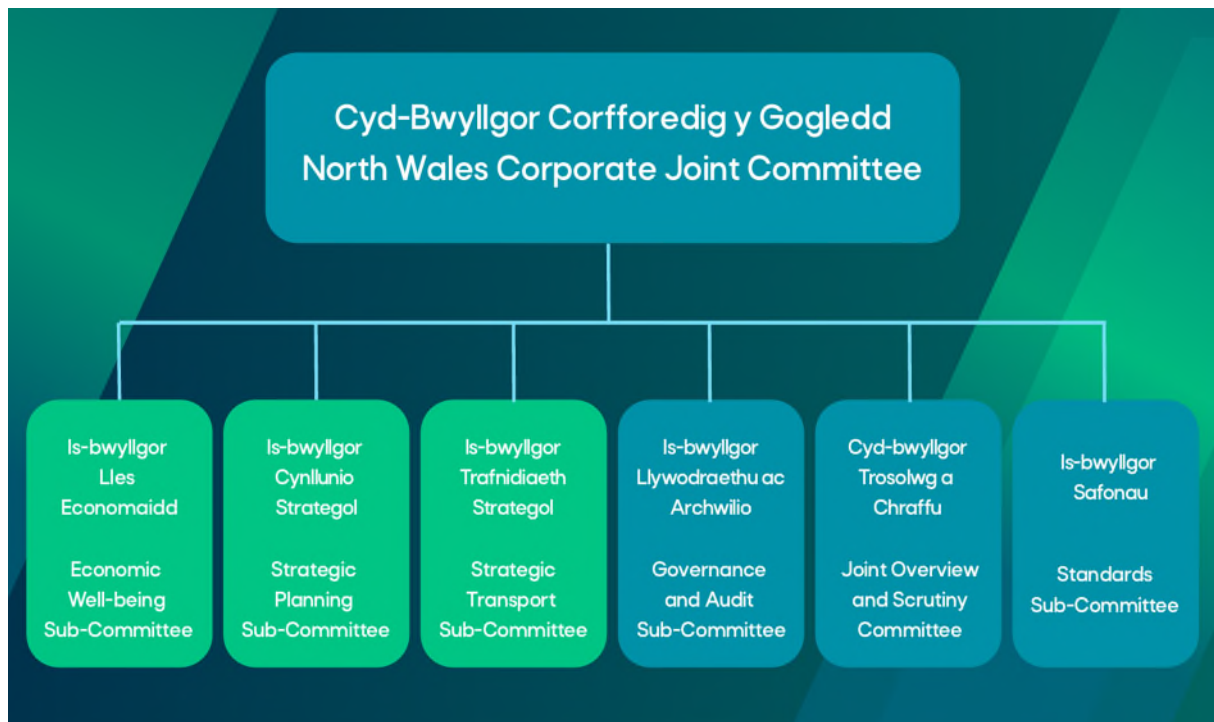 Cyd-Bwyllgor Corfforedig y Gogledd
North Wales Corporate Joint Committee
Is-bwyllgor
Lles
Economaidd
Economic
Well-being
Sub-Committee
Is-bwyllgor
Cynllunio
Strategol
Strategic
Planning
Sub-Committee
Is-bwyllgor
Trafnidiaeth
Strategol
Strategic
Transport
Sub-Committee
Is-bwyllgor
Llywodraethu ac
Archwilio
Governance
and Audit
Sub-Committee
Cyd-bwyllgor
Trosolwg a
Chraffu
Joint Overview
and Scrutiny
Committee
Is-bwyllgor
Safonau
Standards
Sub-Committee